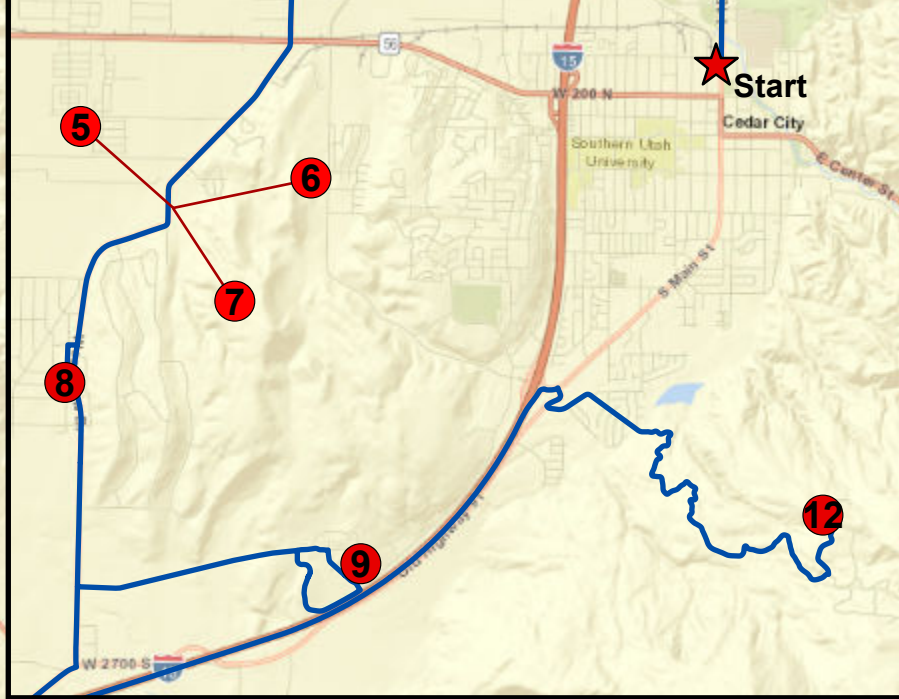 56
15
W 200 N
Start
Cedar City
Southern Utah
University
E Center St
5
6
S Main St
7
8
12
9
Old Highway
W 2700 S
15